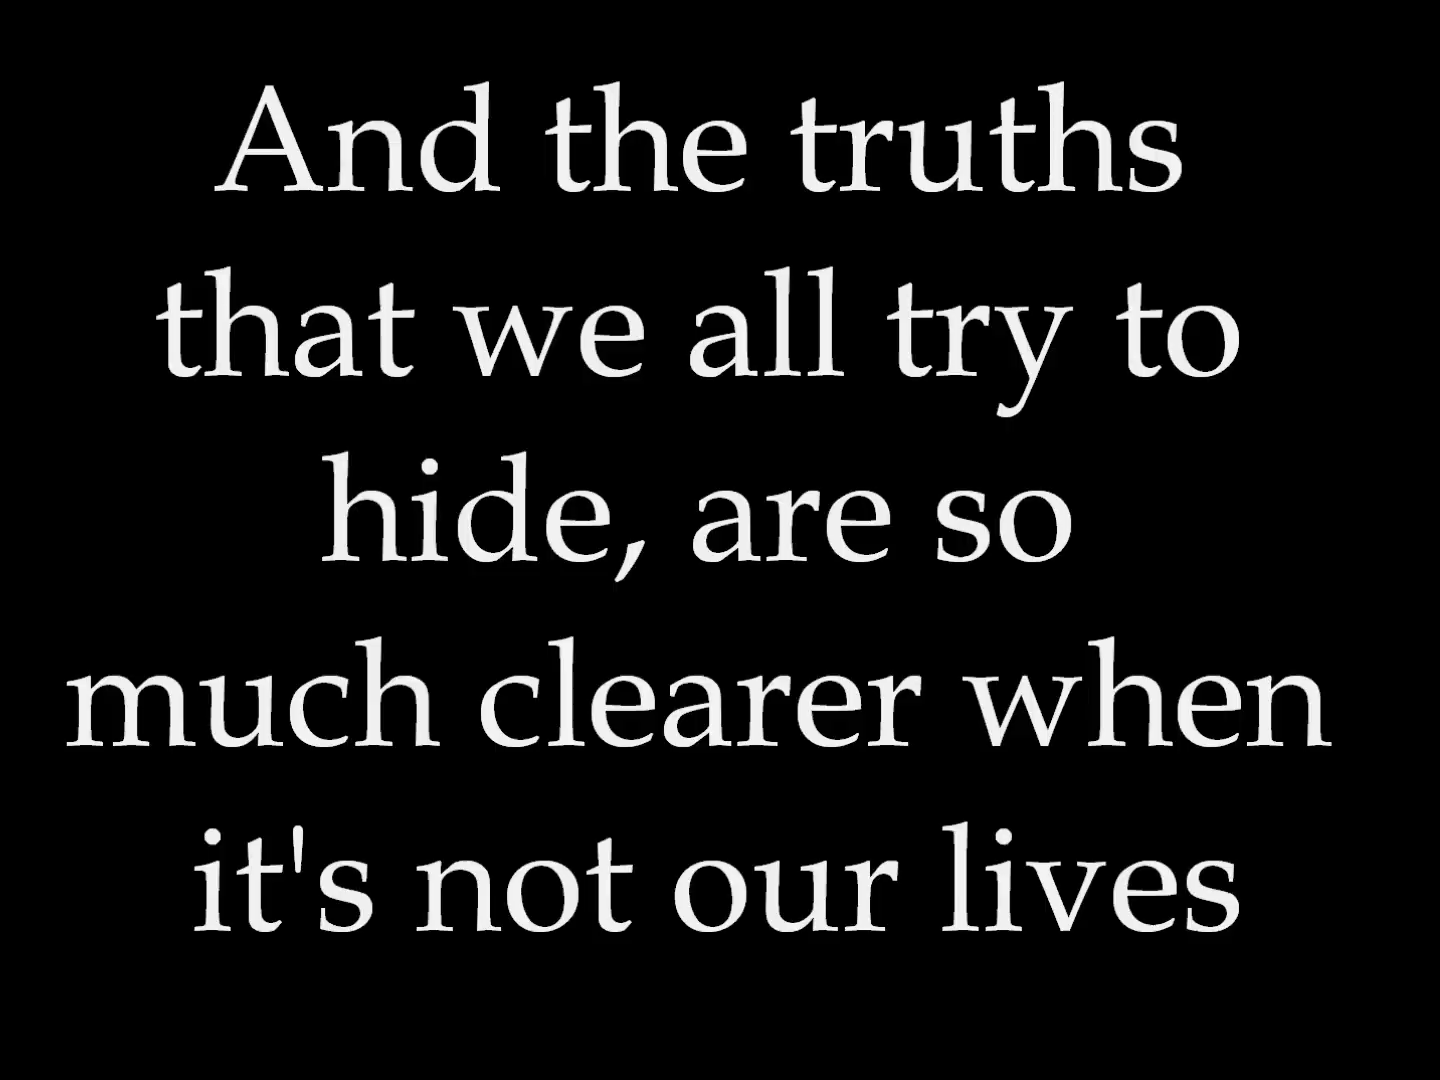 And the truths
that we all try to
hide, are so
much clearer when
it's not our lives